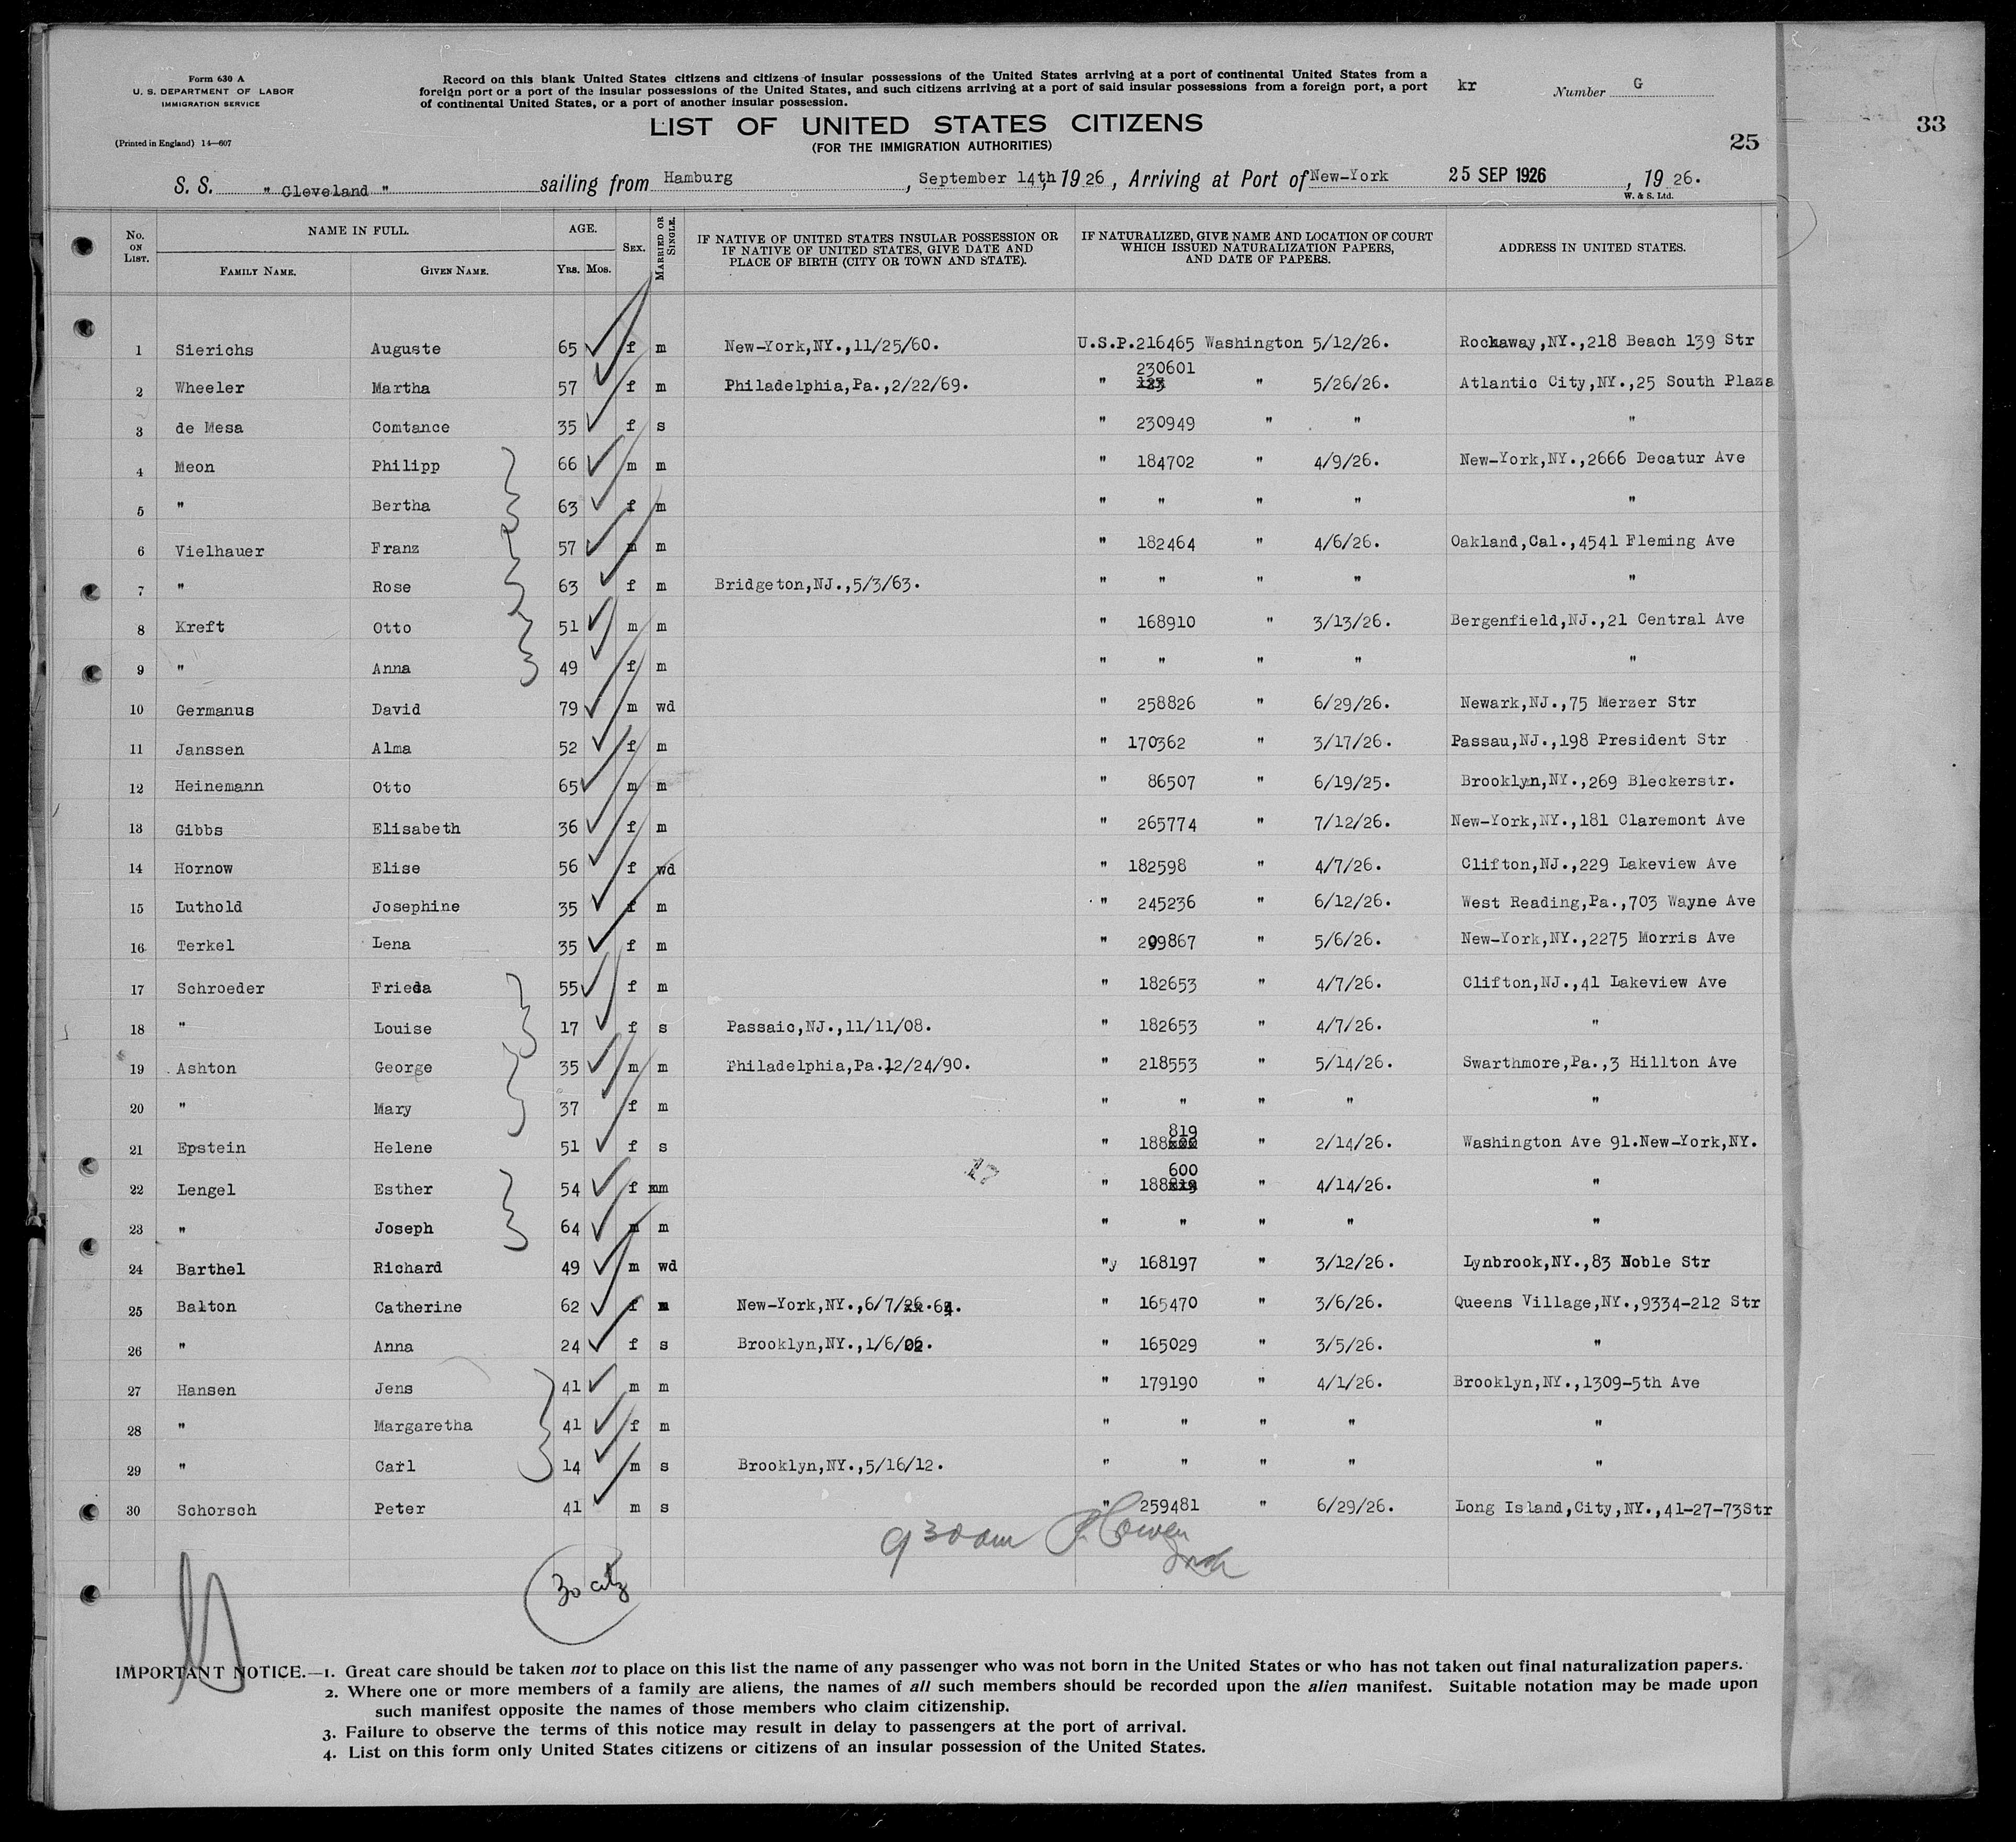 Form 630 A
U. S. DEPARTMENT OF LABOR
IMMIGRATION SERVICE
(Printed in England) 14—607
Record on this blank United States citizens and citizens of insular possessions of the United States arriving at a port of continental United States from a
foreign port or a port of the insular possessions of the United States, and such citizens arriving at a port of said insular possessions from a foreign port, a port
of continental United States, or a port of another insular possession.
kr
Number G
LIST OF UNITED STATES CITIZENS
(FOR THE IMMIGRATION AUTHORITIES)
25
33
S. S. " Cleveland " sailing from Hamburg, September 14th, 1926, Arriving at Port of New-York 25 SEP 1926, 1926.
W. & S. Ltd.
No. ON LIST. NAME IN FULL. AGE. SEX. MARRIED OR SINGLE. IF NATIVE OF UNITED STATES INSULAR POSSESSION OR IF NATIVE OF UNITED STATES, GIVE DATE AND PLACE OF BIRTH (CITY OR TOWN AND STATE). IF NATURALIZED, GIVE NAME AND LOCATION OF COURT WHICH ISSUED NATURALIZATION PAPERS, AND DATE OF PAPERS. ADDRESS IN UNITED STATES.
FAMILY NAME. GIVEN NAME. YRS. MOS.
1 Sierichs Auguste 65 f m New-York,NY.,11/25/60. U.S.P.216465 Washington 5/12/26. Rockaway,NY.,218 Beach 139 Str
2 Wheeler Martha 57 f m Philadelphia,Pa.,2/22/69. " 230601 " 5/26/26. Atlantic City,NY.,25 South Plaza
3 de Mesa Comtance 35 f s " 230949 " " "
4 Meon Philipp 66 m m " 184702 " 4/9/26. New-York,NY.,2666 Decatur Ave
5 " Bertha 63 f m " " " " "
6 Vielhauer Franz 57 m m " 182464 " 4/6/26. Oakland,Cal.,4541 Fleming Ave
7 " Rose 63 f m Bridgeton,NJ.,5/3/63. " " " " "
8 Kreft Otto 51 m m " 168910 " 3/13/26. Bergenfield,NJ.,21 Central Ave
9 " Anna 49 f m " " " " "
10 Germanus David 79 m wd " 258826 " 6/29/26. Newark,NJ.,75 Merzer Str
11 Janssen Alma 52 f m " 170362 " 3/17/26. Passau,NJ.,198 President Str
12 Heinemann Otto 65 m m " 86507 " 6/19/25. Brooklyn,NY.,269 Bleckerstr.
13 Gibbs Elisabeth 36 f m " 265774 " 7/12/26. New-York,NY.,181 Claremont Ave
14 Hornow Elise 56 f wd " 182598 " 4/7/26. Clifton,NJ.,229 Lakeview Ave
15 Luthold Josephine 35 f m " 245236 " 6/12/26. West Reading,Pa.,703 Wayne Ave
16 Terkel Lena 35 f m " 209867 " 5/6/26. New-York,NY.,2275 Morris Ave
17 Schroeder Frieda 55 f m " 182653 " 4/7/26. Clifton,NJ.,41 Lakeview Ave
18 " Louise 17 f s Passaic,NJ.,11/11/08. " 182653 " 4/7/26. "
19 Ashton George 35 m m Philadelphia,Pa.12/24/90. " 218553 " 5/14/26. Swarthmore,Pa.,3 Hillton Ave
20 " Mary 37 f m " " " " "
21 Epstein Helene 51 f s " 188819 " 2/14/26. Washington Ave 91.New-York,NY.
22 Lengel Esther 54 f m " 188600 " 4/14/26. "
23 " Joseph 64 m m " " " " "
24 Barthel Richard 49 m wd " 168197 " 3/12/26. Lynbrook,NY.,83 Noble Str
25 Balton Catherine 62 f m New-York,NY.,6/7/64. " 165470 " 3/6/26. Queens Village,NY.,9334-212 Str
26 " Anna 24 f s Brooklyn,NY.,1/6/02. " 165029 " 3/5/26. "
27 Hansen Jens 41 m m " 179190 " 4/1/26. Brooklyn,NY.,1309-5th Ave
28 " Margaretha 41 f m " " " " "
29 " Carl 14 m s Brooklyn,NY.,5/16/12. " " " " "
30 Schorsch Peter 41 m s " 259481 " 6/29/26. Long Island,City,NY.,41-27-73Str
930 am
30 citz
IMPORTANT NOTICE.—1. Great care should be taken not to place on this list the name of any passenger who was not born in the United States or who has not taken out final naturalization papers.
2. Where one or more members of a family are aliens, the names of all such members should be recorded upon the alien manifest. Suitable notation may be made upon
such manifest opposite the names of those members who claim citizenship.
3. Failure to observe the terms of this notice may result in delay to passengers at the port of arrival.
4. List on this form only United States citizens or citizens of an insular possession of the United States.